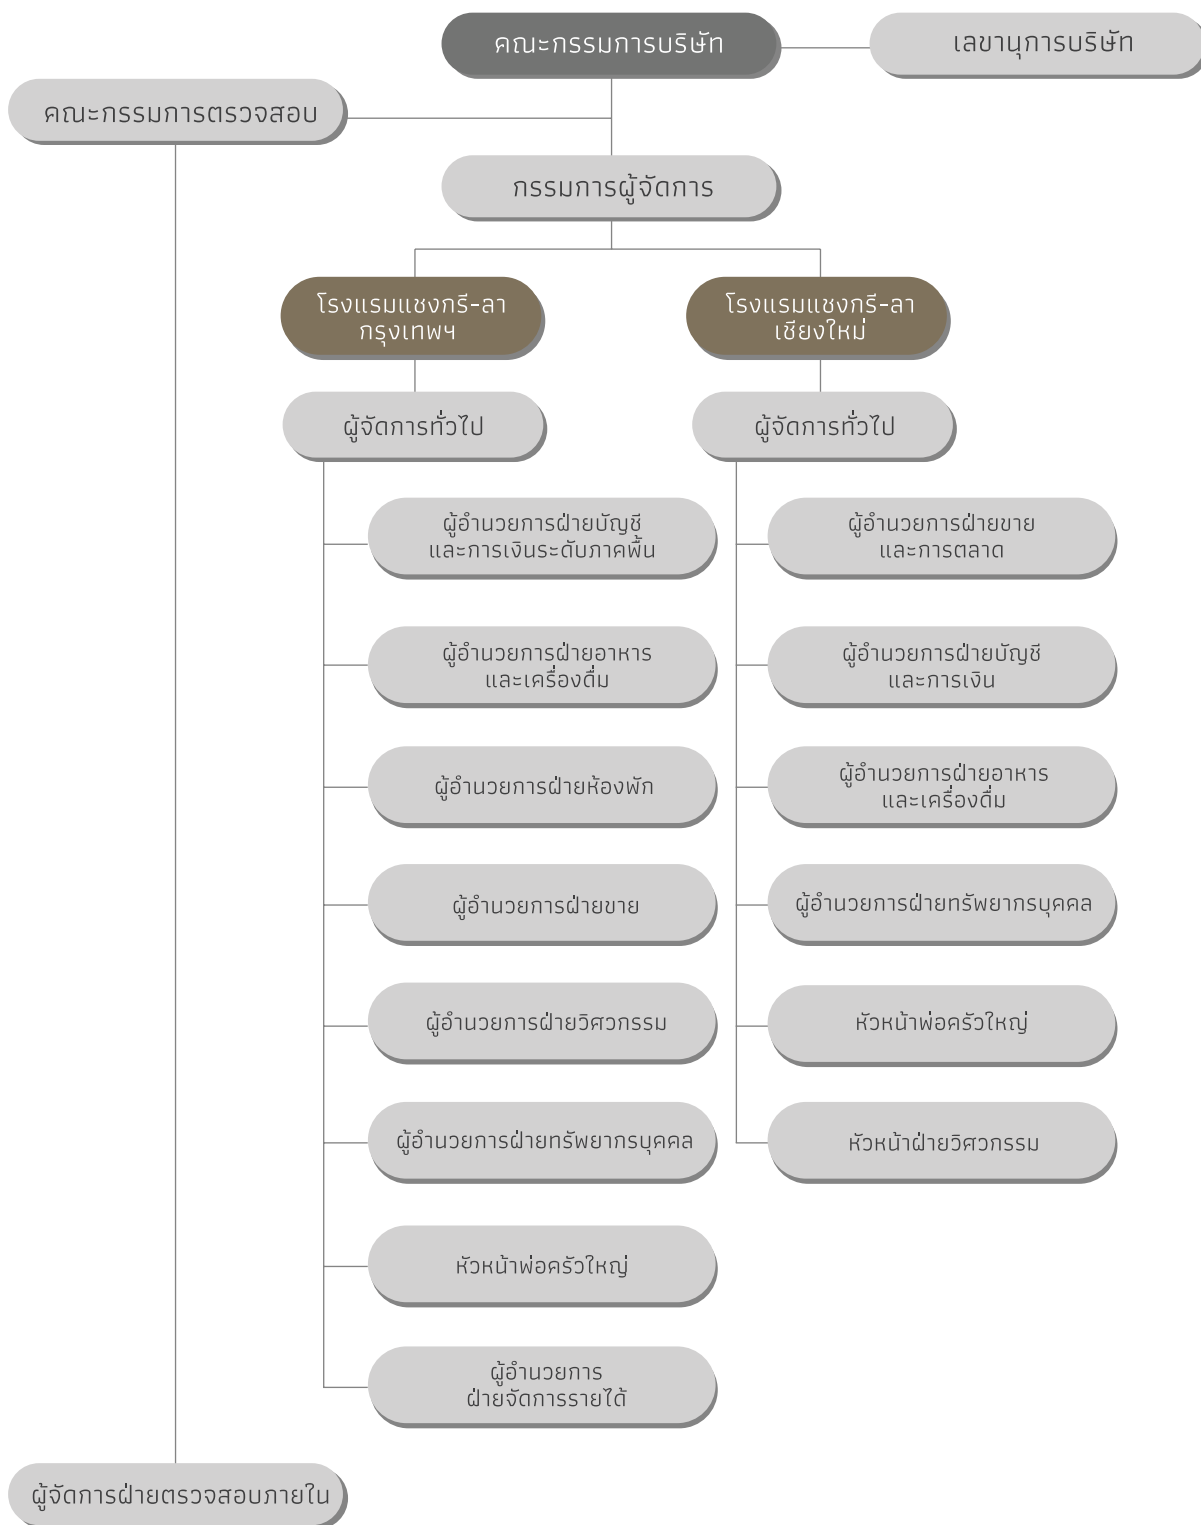 คณะกรรมการบริษัท
เลขานุการบริษัท
คณะกรรมการตรวจสอบ
กรรมการผู้จัดการ
โรงแรมแชงกรี-ลา
กรุงเทพฯ
โรงแรมแชงกรี-ลา
เชียงใหม่
ผู้จัดการทั่วไป
ผู้จัดการทั่วไป
ผู้อำนวยการฝ่ายบัญชี
และการเงินระดับภาคพื้น
ผู้อำนวยการฝ่ายขาย
และการตลาด
ผู้อำนวยการฝ่ายอาหาร
และเครื่องดื่ม
ผู้อำนวยการฝ่ายบัญชี
และการเงิน
ผู้อำนวยการฝ่ายห้องพัก
ผู้อำนวยการฝ่ายอาหาร
และเครื่องดื่ม
ผู้อำนวยการฝ่ายขาย
ผู้อำนวยการฝ่ายทรัพยากรบุคคล
ผู้อำนวยการฝ่ายวิศวกรรม
หัวหน้าพ่อครัวใหญ่
ผู้อำนวยการฝ่ายทรัพยากรบุคคล
หัวหน้าฝ่ายวิศวกรรม
หัวหน้าพ่อครัวใหญ่
ผู้อำนวยการ
ฝ่ายจัดการรายได้
ผู้จัดการฝ่ายตรวจสอบภายใน